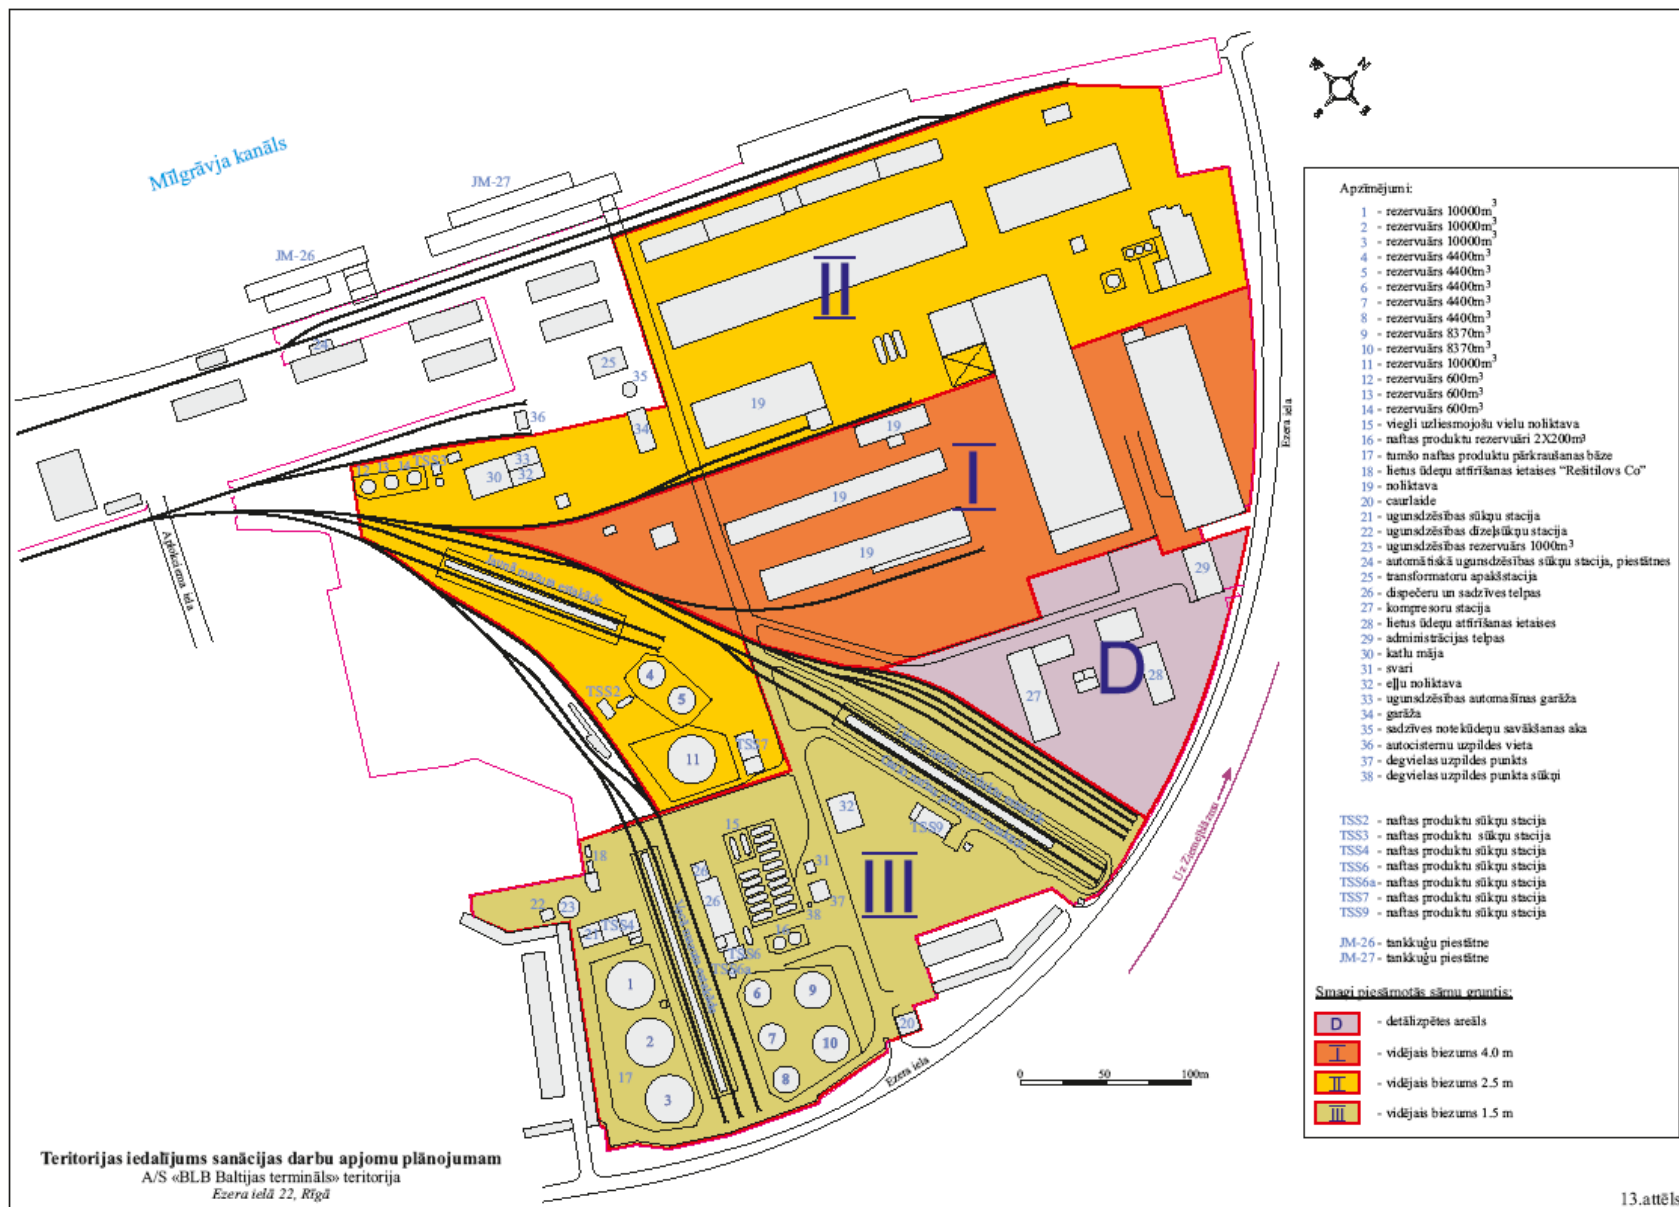 Mīlgrāvja kanāls
JM-27
JM-26
24
25
35
36
34
19
19
19
19
12 13 14 TSS3
30
33
32
Apiņciema iela
Jaunā mazuta estakāde
II
I
D
III
29
27
28
4
5
TSS2
11
TSS7
32
TSS9
15
31
37
38
18
26
26
16
22
23
21
TSS4
TSS6
TSS6a
1
2
3
17
6
7
8
9
10
20
Ezera iela
Ezera iela
0 50 100m
Apzīmējumi:
1 - rezervuārs 10000m³
2 - rezervuārs 10000m³
3 - rezervuārs 10000m³
4 - rezervuārs 4400m³
5 - rezervuārs 4400m³
6 - rezervuārs 4400m³
7 - rezervuārs 4400m³
8 - rezervuārs 4400m³
9 - rezervuārs 8370m³
10 - rezervuārs 8370m³
11 - rezervuārs 10000m³
12 - rezervuārs 600m³
13 - rezervuārs 600m³
14 - rezervuārs 600m³
15 - viegli uzliesmojošu vielu noliktava
16 - naftas produktu rezervuāri 2X200m³
17 - tumšo naftas produktu pārkraušanas bāze
18 - lietus ūdeņu attīrīšanas ietaises “Rešitilovs Co”
19 - noliktava
20 - caurlaide
21 - ugunsdzēsības sūkņu stacija
22 - ugunsdzēsības dīzeļsūkņu stacija
23 - ugunsdzēsības rezervuārs 1000m³
24 - automātiskā ugunsdzēsības sūkņu stacija, piestātnes
25 - transformatoru apakšstacija
26 - dispečeru un sadzīves telpas
27 - kompresoru stacija
28 - lietus ūdeņu attīrīšanas ietaises
29 - administrācijas telpas
30 - katlu māja
31 - svari
32 - eļļu noliktava
33 - ugunsdzēsības automašīnas garāža
34 - garāža
35 - sadzīves notekūdeņu savākšanas aka
36 - autocisternu uzpildes vieta
37 - degvielas uzpildes punkts
38 - degvielas uzpildes punkta sūkņi
TSS2 - naftas produktu sūkņu stacija
TSS3 - naftas produktu sūkņu stacija
TSS4 - naftas produktu sūkņu stacija
TSS6 - naftas produktu sūkņu stacija
TSS6a - naftas produktu sūkņu stacija
TSS7 - naftas produktu sūkņu stacija
TSS9 - naftas produktu sūkņu stacija
JM-26 - tankkuģu piestātne
JM-27 - tankkuģu piestātne
Smagi piesārņotās sārņu gruntis:
D - detālizpētes areāls
I - vidējais biezums 4.0 m
II - vidējais biezums 2.5 m
III - vidējais biezums 1.5 m
Teritorijas iedalījums sanācijas darbu apjomu plānojumam
A/S «BLB Baltijas termināls» teritorija
Ezera ielā 22, Rīgā
13.attēls